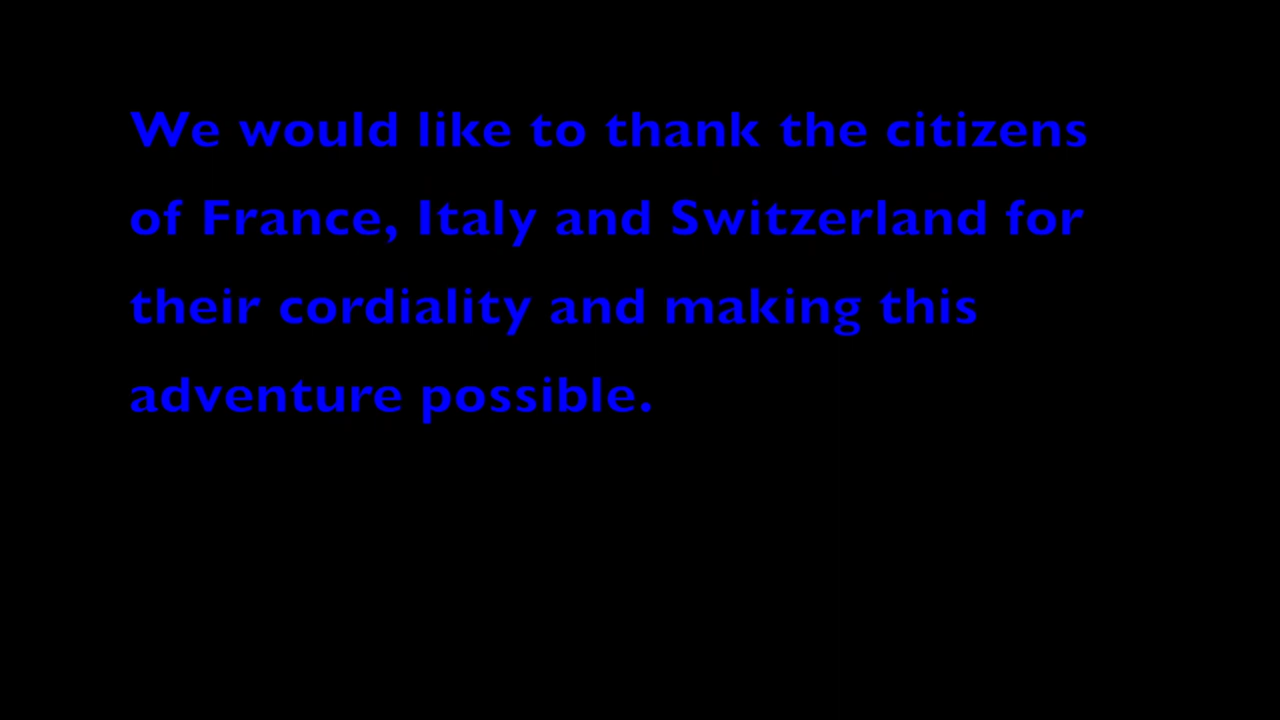 We would like to thank the citizens
of France, Italy and Switzerland for
their cordiality and making this
adventure possible.